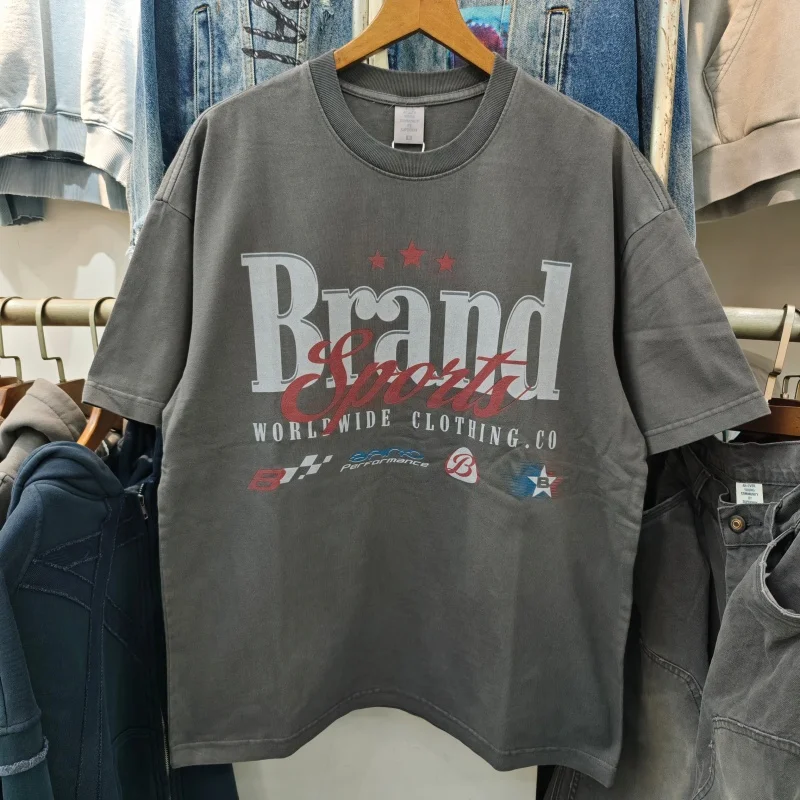 Brand
Sports
WORLDWIDE CLOTHING.CO
B
Performance
B
B